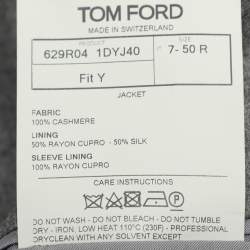 TOM FORD
MADE IN SWITZERLAND
PRODUCT SIZE
629R04 1DYJ40 7- 50 R
Fit Y
JACKET
FABRIC
100% CASHMERE
LINING
50% RAYON CUPRO - 50% SILK
SLEEVE LINING
100% RAYON CUPRO
CARE INSTRUCTIONS
DO NOT WASH - DO NOT BLEACH - DO NOT TUMBLE
DRY - IRON, LOW HEAT 110°C (230F) - PROFESSIONAL
DRYCLEAN WITH ANY SOLVENT EXCEPT